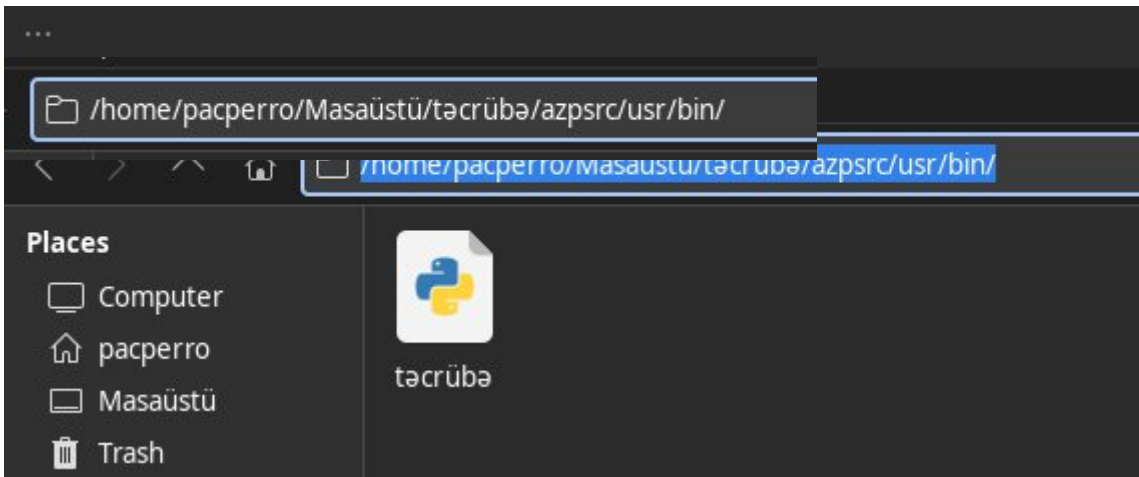 ...
/home/pacperro/Masaüstü/təcrübə/azpsrc/usr/bin/
/home/pacperro/Masaüstü/təcrübə/azpsrc/usr/bin/
Places
Computer
pacperro
Masaüstü
Trash
təcrübə